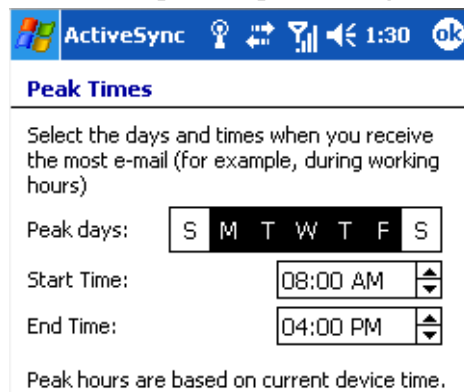 ActiveSync 1:30 ok
Peak Times
Select the days and times when you receive
the most e-mail (for example, during working
hours)
Peak days: S M T W T F S
Start Time: 08:00 AM
End Time: 04:00 PM
Peak hours are based on current device time.